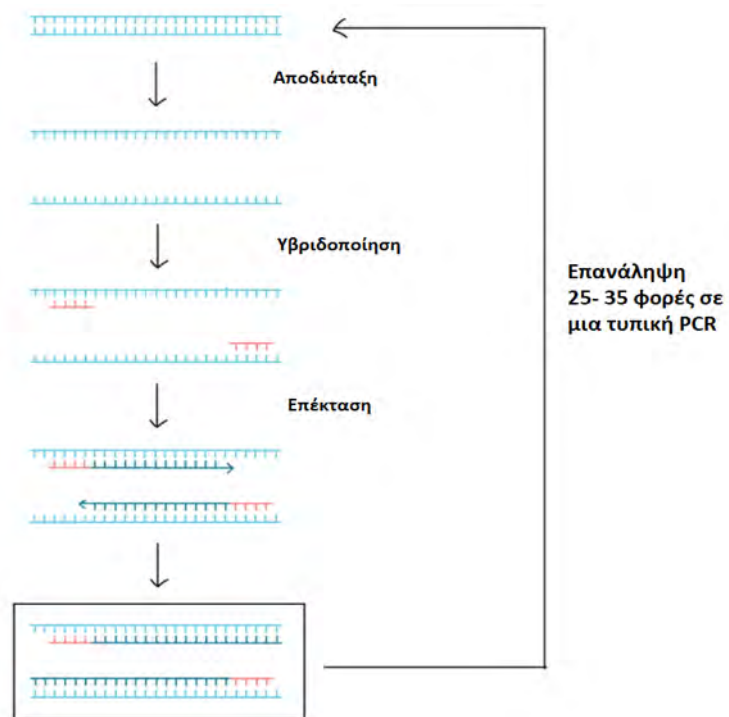 Αποδιάταξη
Υβριδοποίηση
Επανάληψη
25- 35 φορές σε
μια τυπική PCR
Επέκταση